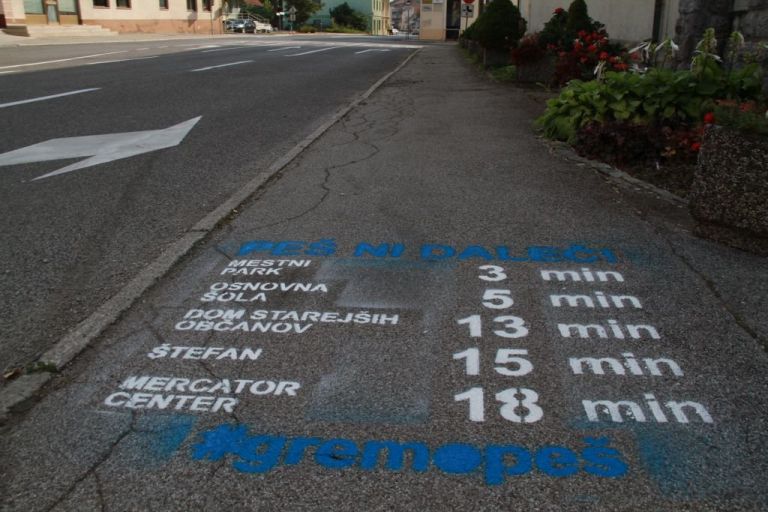 PEŠ NI DALEČ!
MESTNI
PARK 3 min
OSNOVNA
ŠOLA 5 min
DOM STAREJŠIH
OBČANOV 13 min
ŠTEFAN 15 min
MERCATOR
CENTER 18 min
#gremopeš